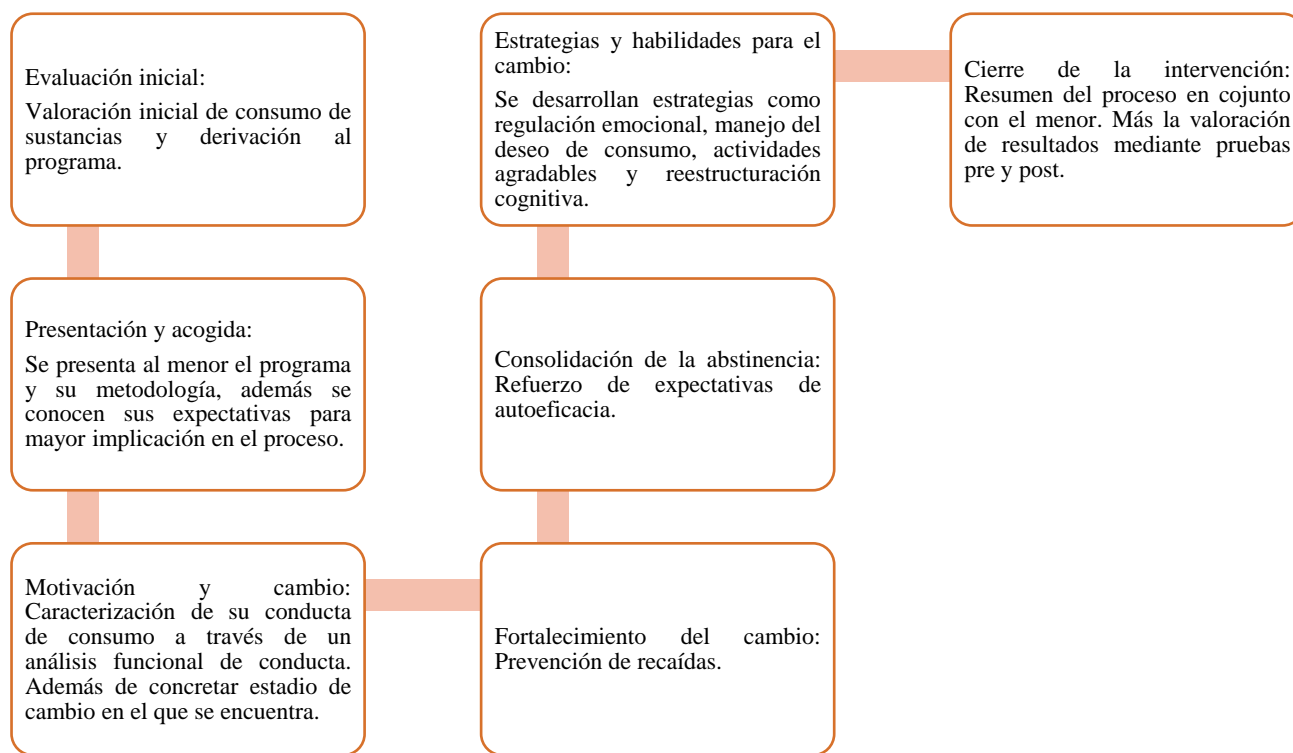 Evaluación inicial:
Valoración inicial de consumo de
sustancias y derivación al
programa.
Presentación y acogida:
Se presenta al menor el programa
y su metodología, además se
conocen sus expectativas para
mayor implicación en el proceso.
Motivación y cambio:
Caracterización de su conducta
de consumo a través de un
análisis funcional de conducta.
Además de concretar estadio de
cambio en el que se encuentra.
Fortalecimiento del cambio:
Prevención de recaídas.
Consolidación de la abstinencia:
Refuerzo de expectativas de
autoeficacia.
Estrategias y habilidades para el
cambio:
Se desarrollan estrategias como
regulación emocional, manejo del
deseo de consumo, actividades
agradables y reestructuración
cognitiva.
Cierre de la intervención:
Resumen del proceso en cojunto
con el menor. Más la valoración
de resultados mediante pruebas
pre y post.